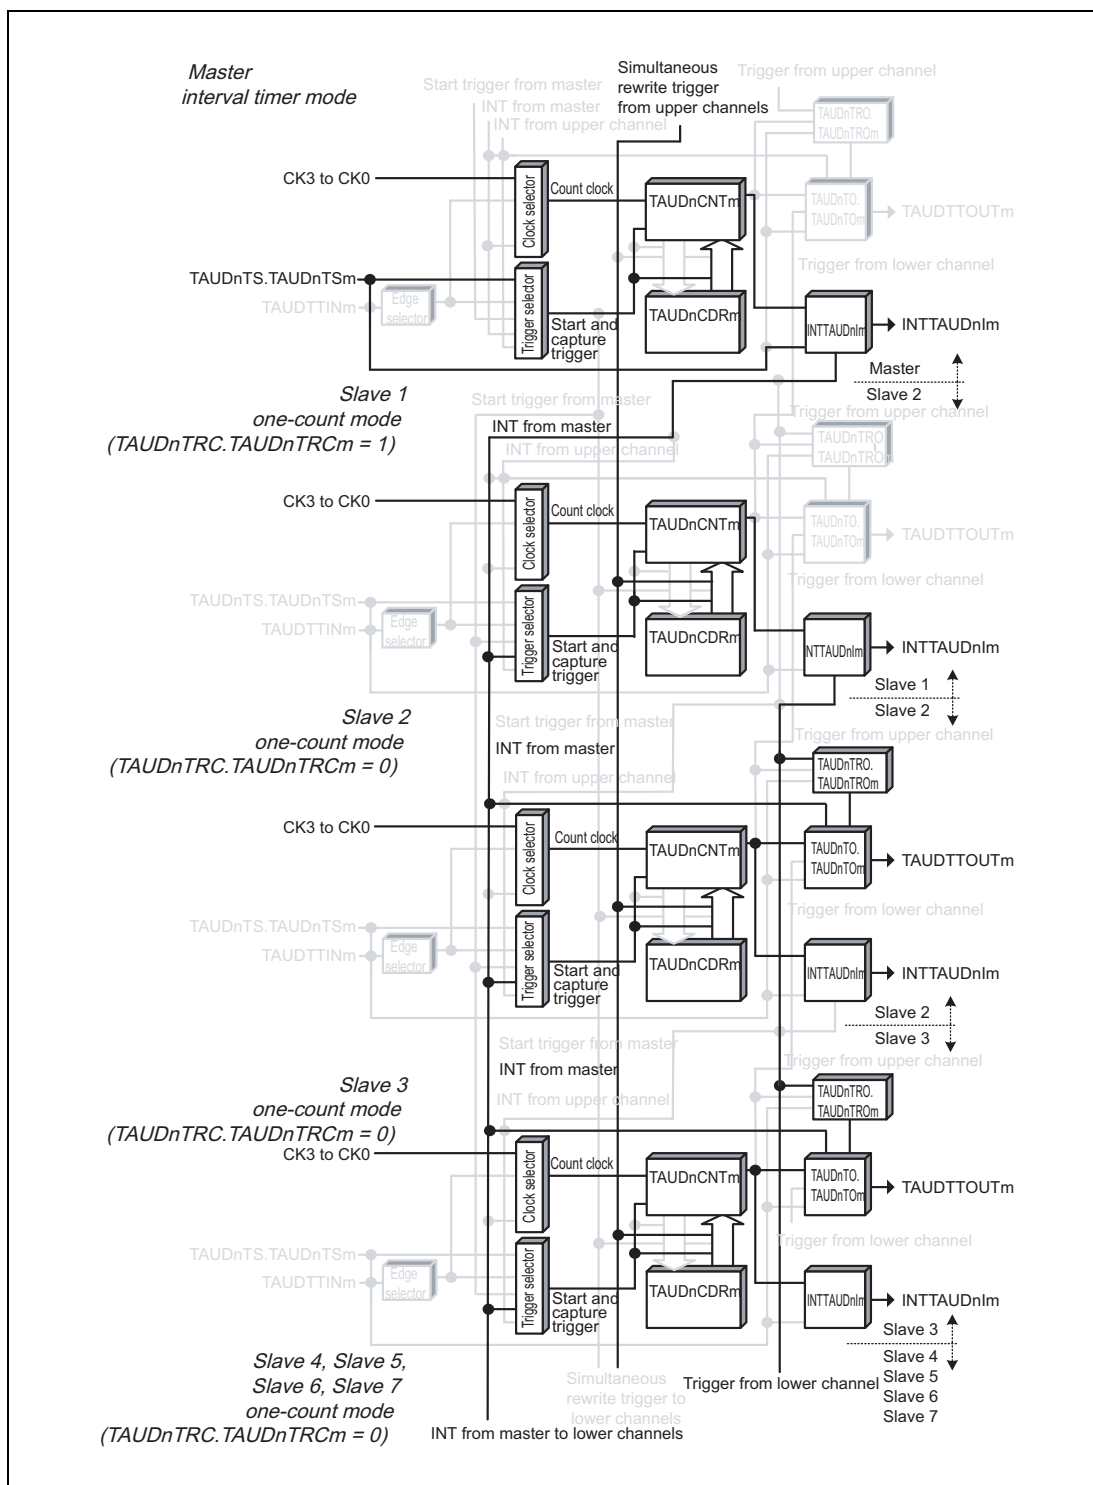 Master
interval timer mode
Start trigger from master
INT from master
INT from upper channel
Simultaneous
rewrite trigger
from upper channels
Trigger from upper channel
TAUDnTRO.
TAUDnTROm
CK3 to CK0
Clock selector
Count clock
TAUDnCNTm
TAUDnTO.
TAUDnTOm
TAUDTTOUTm
Trigger from lower channel
TAUDnTS.TAUDnTSm
TAUDTTINm
Edge
selector
Trigger selector
Start and
capture
trigger
TAUDnCDRm
INTTAUDnIm
INTTAUDnIm
Master
Slave 2
Slave 1
one-count mode
(TAUDnTRC.TAUDnTRCm = 1)
Start trigger from master
INT from master
INT from upper channel
Trigger from upper channel
TAUDnTRO
TAUDnTROm
CK3 to CK0
Clock selector
Count clock
TAUDnCNTm
TAUDnTO.
TAUDnTOm
TAUDTTOUTm
Trigger from lower channel
TAUDnTS.TAUDnTSm
TAUDTTINm
Edge
selector
Trigger selector
Start and
capture
trigger
TAUDnCDRm
NTTAUDnIm
INTTAUDnIm
Slave 1
Slave 2
Slave 2
one-count mode
(TAUDnTRC.TAUDnTRCm = 0)
Start trigger from master
INT from master
INT from upper channel
Trigger from upper channel
TAUDnTRO.
TAUDnTROm
CK3 to CK0
Clock selector
Count clock
TAUDnCNTm
TAUDnTO.
TAUDnTOm
TAUDTTOUTm
Trigger from lower channel
TAUDnTS.TAUDnTSm
TAUDTTINm
Edge
selector
Trigger selector
Start and
capture
trigger
TAUDnCDRm
INTTAUDnIm
INTTAUDnIm
Slave 2
Slave 3
Slave 3
one-count mode
(TAUDnTRC.TAUDnTRCm = 0)
Start trigger from master
INT from master
INT from upper channel
Trigger from upper channel
TAUDnTRO.
TAUDnTROm
CK3 to CK0
Clock selector
Count clock
TAUDnCNTm
TAUDnTO.
TAUDnTOm
TAUDTTOUTm
Trigger from lower channel
TAUDnTS.TAUDnTSm
TAUDTTINm
Edge
selector
Trigger selector
Start and
capture
trigger
TAUDnCDRm
INTTAUDnIm
INTTAUDnIm
Slave 3
Slave 4
Slave 5
Slave 6
Slave 7
Slave 4, Slave 5,
Slave 6, Slave 7
one-count mode
(TAUDnTRC.TAUDnTRCm = 0)
Simultaneous
rewrite trigger to
lower channels
Trigger from lower channel
INT from master to lower channels